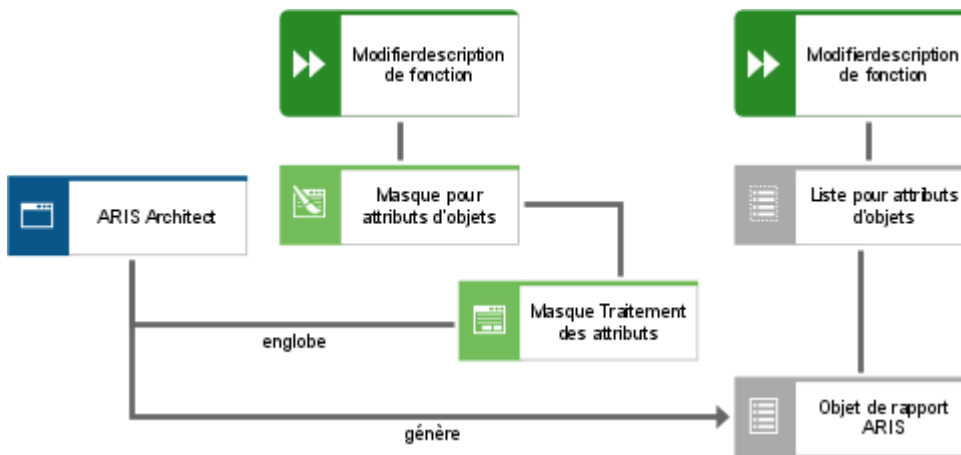 Modifierdescription
de fonction
Modifierdescription
de fonction
ARIS Architect
Masque pour
attributs d'objets
Liste pour attributs
d'objets
Masque Traitement
des attributs
englobe
Objet de rapport
ARIS
génère